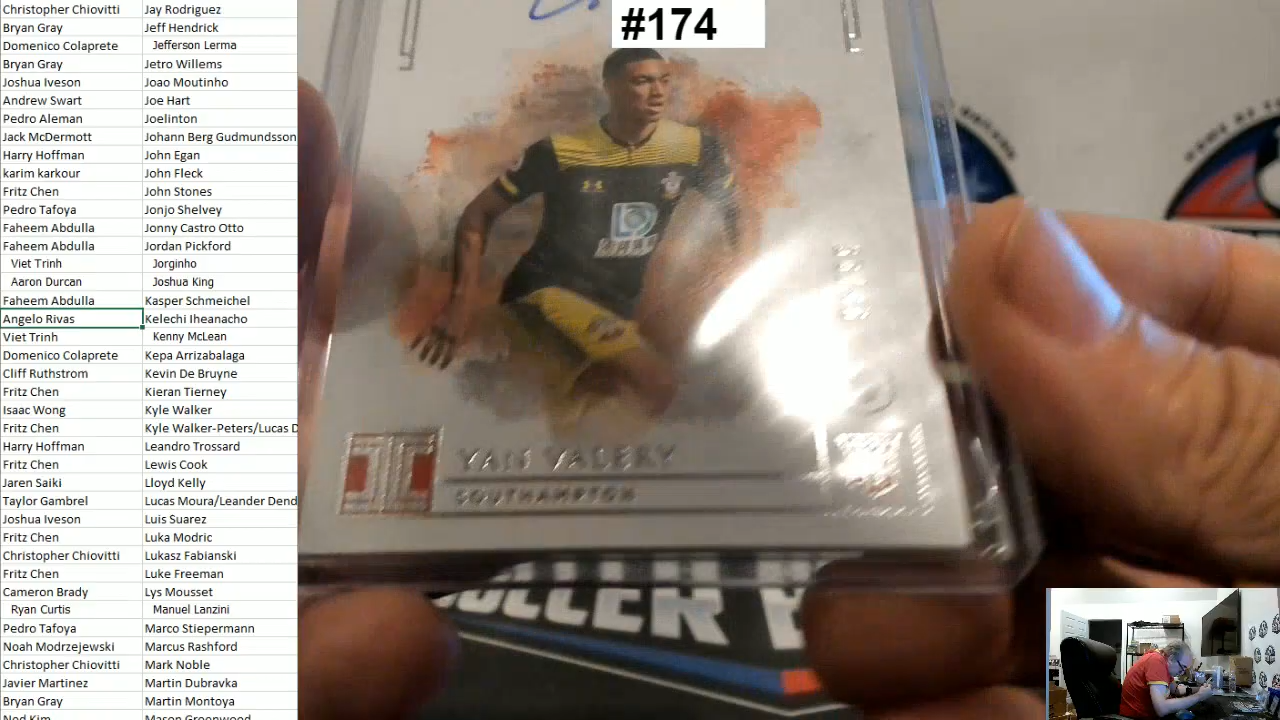 Christopher Chiovitti Jay Rodriguez
Bryan Gray Jeff Hendrick
Domenico Colaprete Jefferson Lerma
Bryan Gray Jetro Willems
Joshua Iveson Joao Moutinho
Andrew Swart Joe Hart
Pedro Aleman Joelinton
Jack McDermott Johann Berg Gudmundsson
Harry Hoffman John Egan
karim karkour John Fleck
Fritz Chen John Stones
Pedro Tafoya Jonjo Shelvey
Faheem Abdulla Jonny Castro Otto
Faheem Abdulla Jordan Pickford
Viet Trinh Jorginho
Aaron Durcan Joshua King
Faheem Abdulla Kasper Schmeichel
Angelo Rivas Kelechi Iheanacho
Viet Trinh Kenny McLean
Domenico Colaprete Kepa Arrizabalaga
Cliff Ruthstrom Kevin De Bruyne
Fritz Chen Kieran Tierney
Isaac Wong Kyle Walker
Fritz Chen Kyle Walker-Peters/Lucas D
Harry Hoffman Leandro Trossard
Fritz Chen Lewis Cook
Jaren Saiki Lloyd Kelly
Taylor Gambrel Lucas Moura/Leander Dend
Joshua Iveson Luis Suarez
Fritz Chen Luka Modric
Christopher Chiovitti Lukasz Fabianski
Fritz Chen Luke Freeman
Cameron Brady Lys Mousset
Ryan Curtis Manuel Lanzini
Pedro Tafoya Marco Stiepermann
Noah Modrzejewski Marcus Rashford
Christopher Chiovitti Mark Noble
Javier Martinez Martin Dubravka
Bryan Gray Martin Montoya
Ned Kim Mason Greenwood
#174
YAN VALERY
SOUTHAMPTON